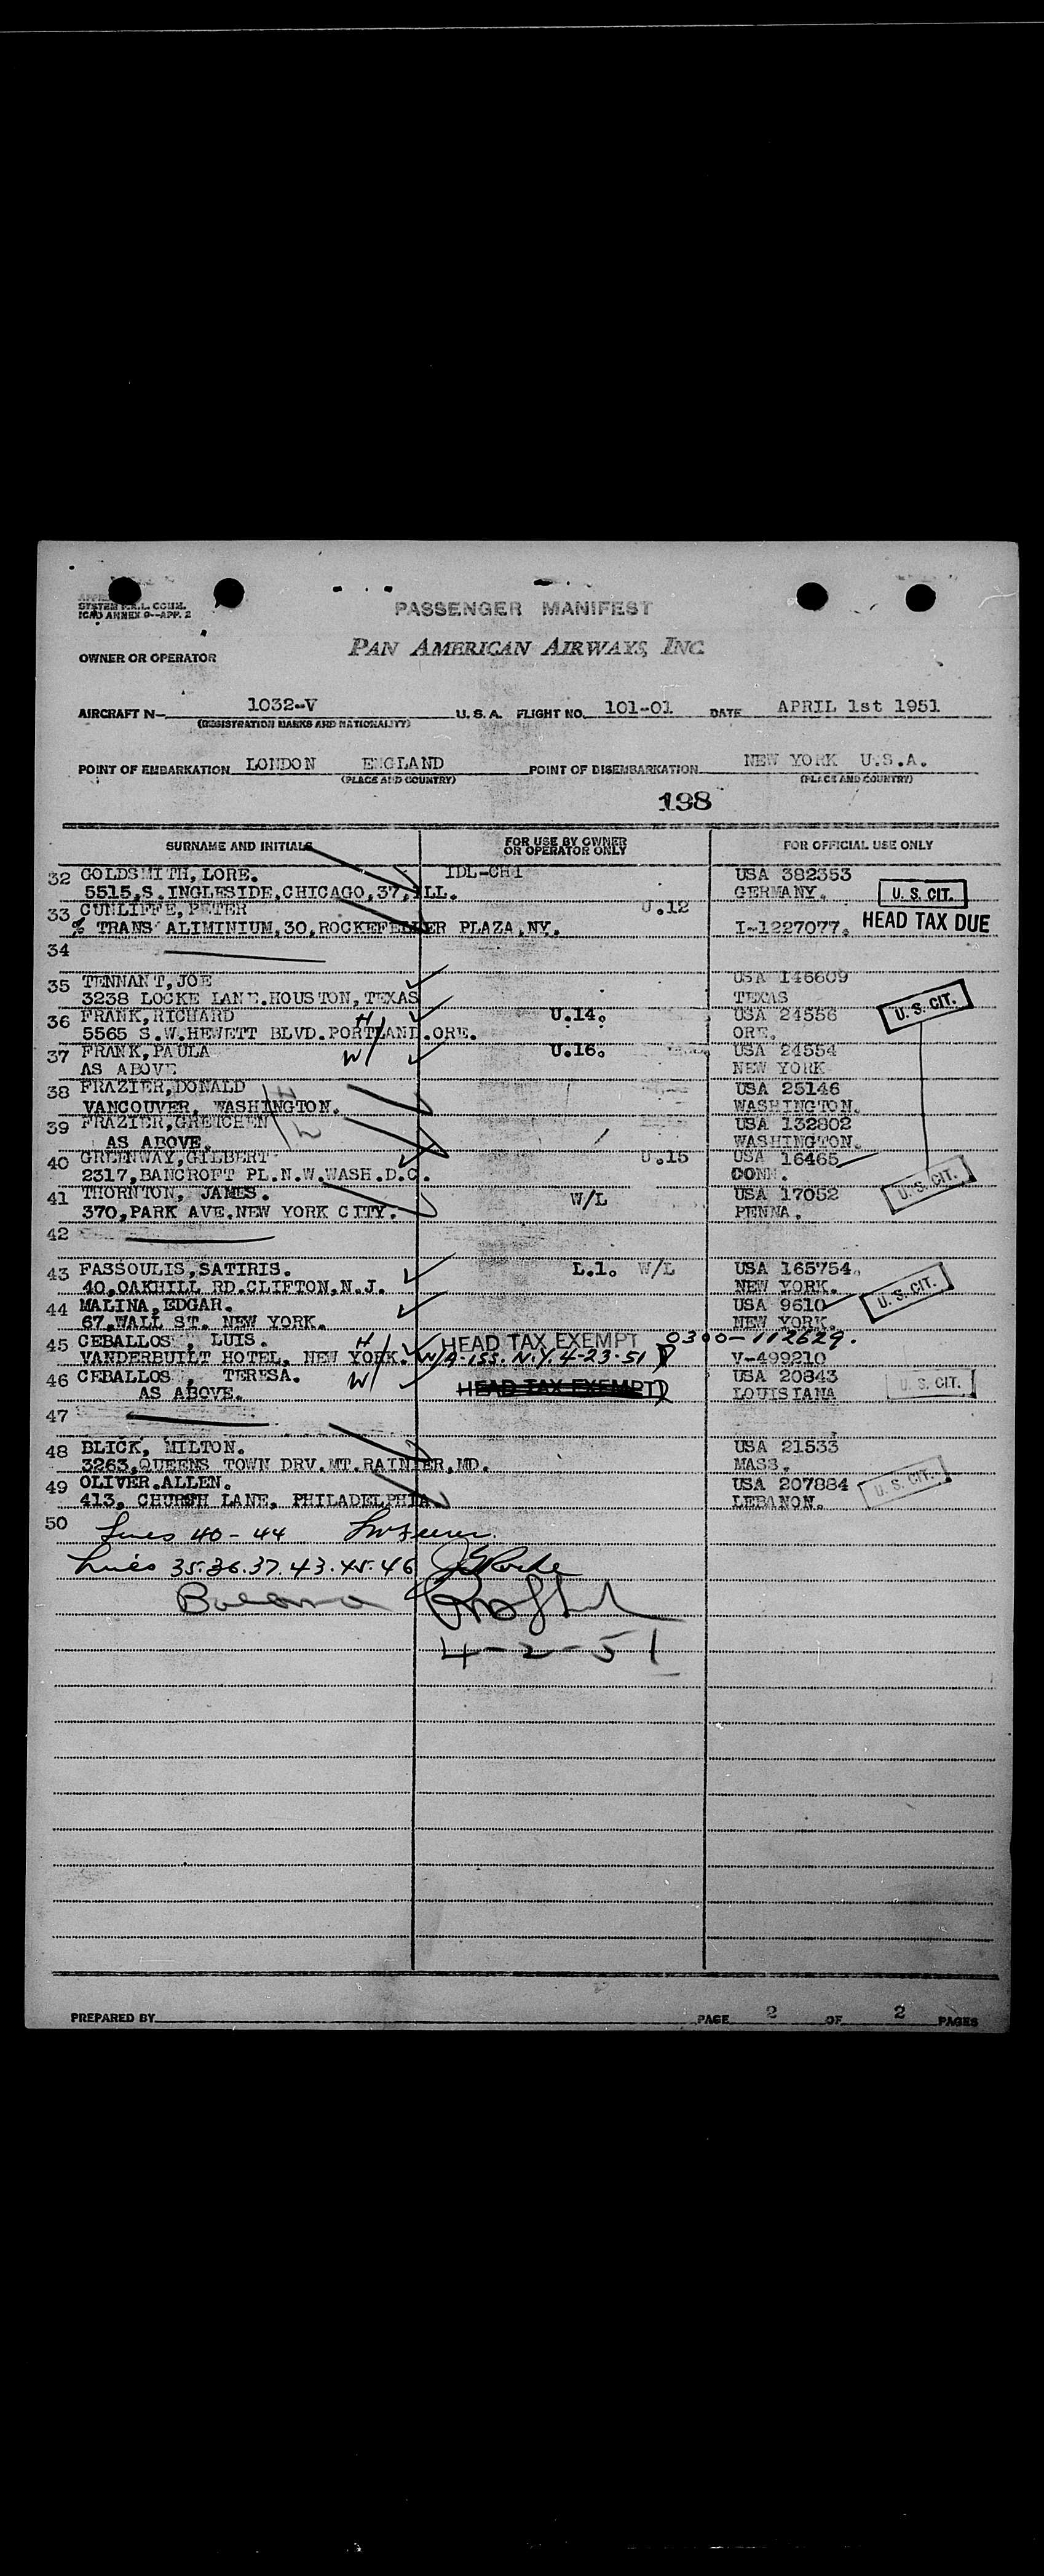 SYSTEM
ICAO ANNEX 9--APP. 2
PASSENGER MANIFEST
PAN AMERICAN AIRWAYS, INC
OWNER OR OPERATOR
AIRCRAFT N— 1032-V U. S. A. FLIGHT NO. 101-01 DATE APRIL 1st 1951
(REGISTRATION MARKS AND NATIONALITY)
POINT OF EMBARKATION LONDON ENGLAND POINT OF DISEMBARKATION NEW YORK U.S.A.
(PLACE AND COUNTRY) (PLACE AND COUNTRY)
198
SURNAME AND INITIALS FOR USE BY OWNER OR OPERATOR ONLY FOR OFFICIAL USE ONLY
32 GOLDSMITH,LORE. IDL-CHI USA 382353
5515,S.INGLESIDE,CHICAGO,37,ILL. GERMANY. U. S. CIT.
33 CUNLIFFE,PETER U.12
% TRANS ALIMINIUM,30,ROCKEFELLER PLAZA,NY. I-1227077. HEAD TAX DUE
34
35 TENNANT,JOE USA 146609
3238 LOCKE LANE.HOUSTON,TEXAS TEXAS U. S. CIT.
36 FRANK,RICHARD H U.14. USA 24556
5565 S.W.HEWETT BLVD.PORTLAND.ORE. ORE.
37 FRANK,PAULA W U.16. USA 24554
AS ABOVE NEW YORK
38 FRAZIER,DONALD USA 25146
VANCOUVER, WASHINGTON. WASHINGTON.
39 FRAZIER,GRETCHEN USA 132802
AS ABOVE. WASHINGTON.
40 GREENWAY,GILBERT U.15 USA 16465
2317,BANCROFT PL.N.W.WASH.D.C. CONN.
41 THORNTON, JAMES. W/L USA 17052 U. S. CIT.
370,PARK AVE.NEW YORK CITY. PENNA.
42
43 FASSOULIS,SATIRIS. L.1. W/L USA 165754.
40,OAKHILL RD.CLIFTON,N.J. NEW YORK. U. S. CIT.
44 MALINA,EDGAR. USA 9610
67,WALL ST. NEW YORK. NEW YORK.
45 CEBALLOS , LUIS. H HEAD TAX EXEMPT 0300-112629.
VANDERBUILT HOTEL, NEW YORK. W/A-iss. N.Y. 4-23-51 V-499210
46 CEBALLOS , TERESA. W USA 20843
AS ABOVE. HEAD TAX EXEMPT LOUISIANA U. S. CIT.
47
48 BLICK, MILTON. USA 21533
3263,QUEENS TOWN DRV.MT.RAINIER,MD. MASS.
49 OLIVER.ALLEN. USA 207884 U. S. CIT.
413, CHURSH LANE, PHILADELPHIA LEBANON.
50 Lines 40-44
Lines 35.36.37.43.45.46
4-2-51
PREPARED BY PAGE 2 OF 2 PAGES